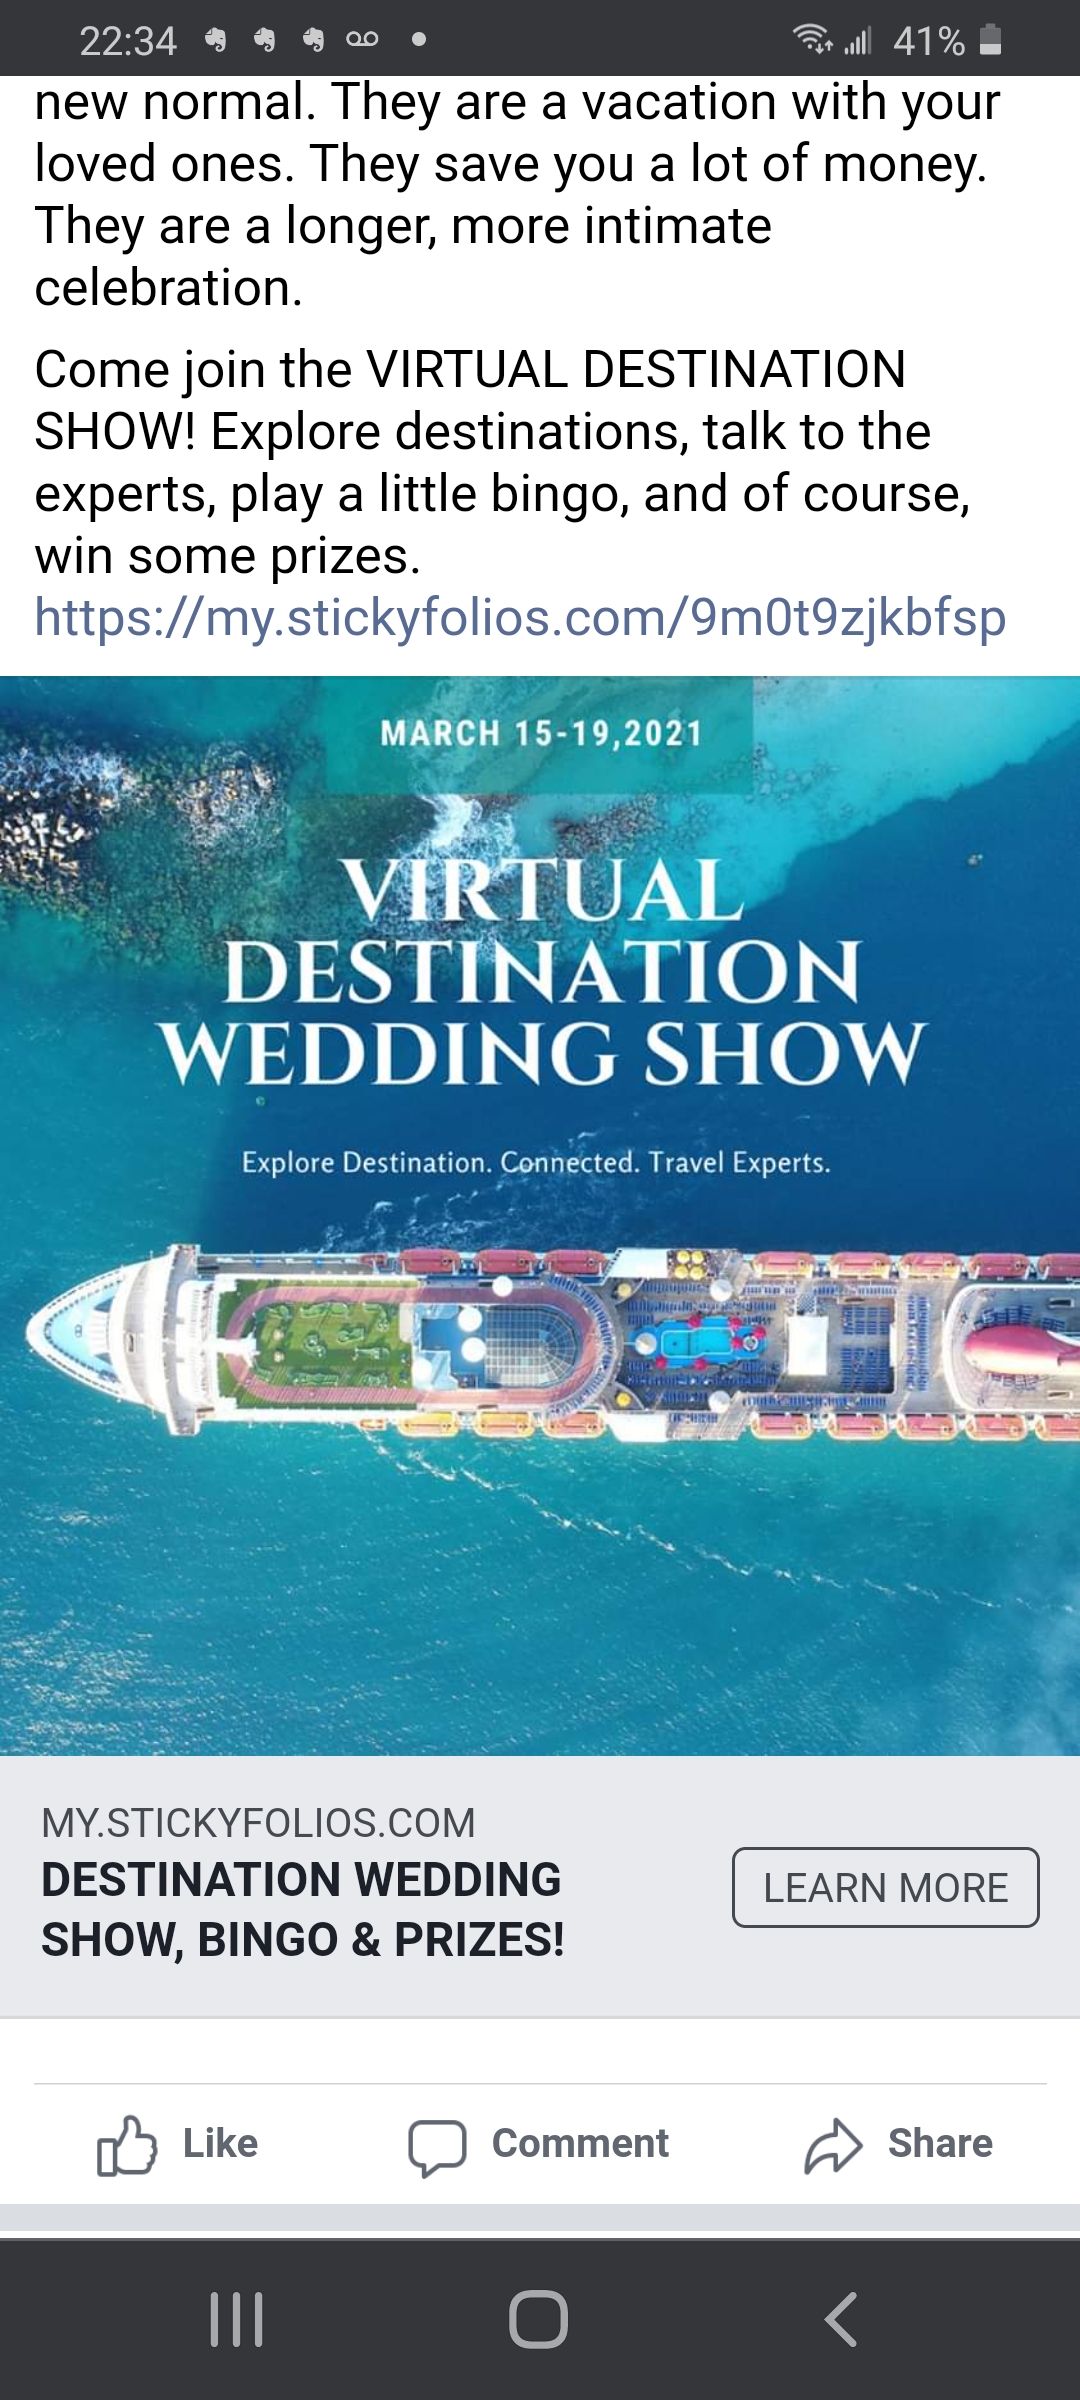 22:34
41%
new normal. They are a vacation with your
loved ones. They save you a lot of money.
They are a longer, more intimate
celebration.
Come join the VIRTUAL DESTINATION
SHOW! Explore destinations, talk to the
experts, play a little bingo, and of course,
win some prizes.
https://my.stickyfolios.com/9m0t9zjkbfsp
MARCH 15-19,2021
VIRTUAL
DESTINATION
WEDDING SHOW
Explore Destination. Connected. Travel Experts.
MY.STICKYFOLIOS.COM
DESTINATION WEDDING
SHOW, BINGO & PRIZES!
LEARN MORE
Like
Comment
Share